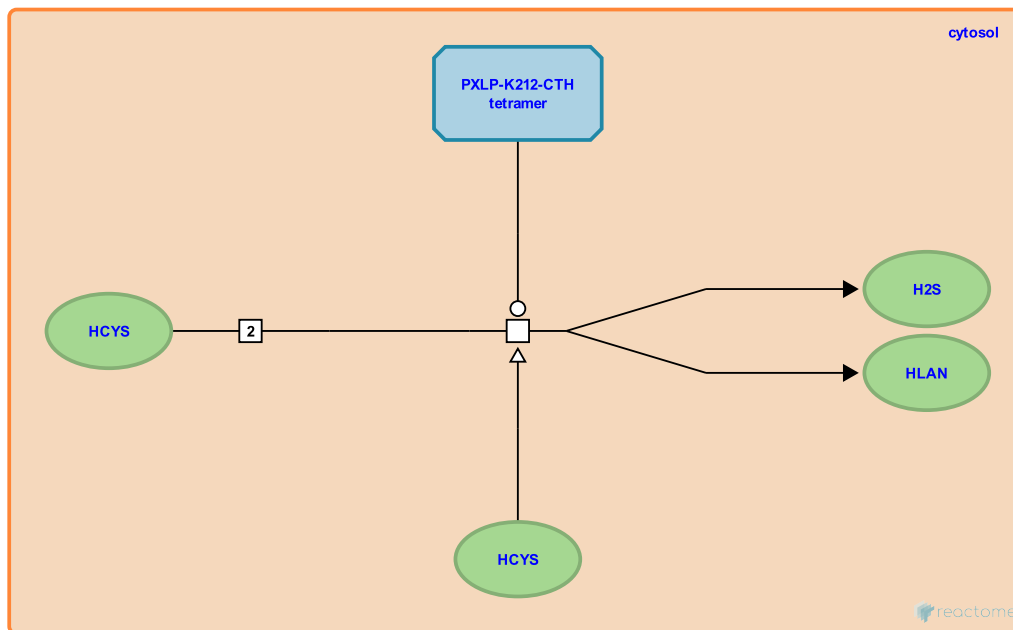 cytosol
PXLP-K212-CTH
tetramer
H2S
HCYS
2
HLAN
HCYS
reactome